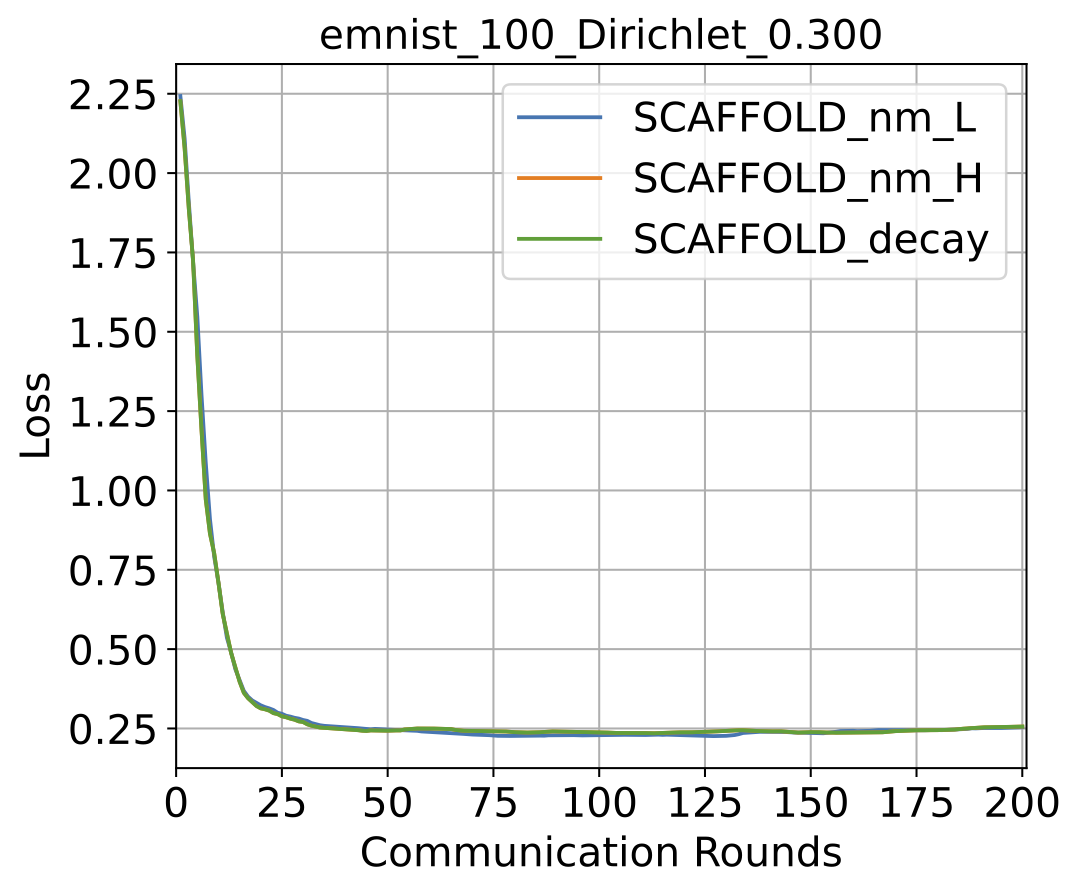 emnist_100_Dirichlet_0.300
SCAFFOLD_nm_L
SCAFFOLD_nm_H
SCAFFOLD_decay
Loss
2.25
2.00
1.75
1.50
1.25
1.00
0.75
0.50
0.25
0 25 50 75 100 125 150 175 200
Communication Rounds